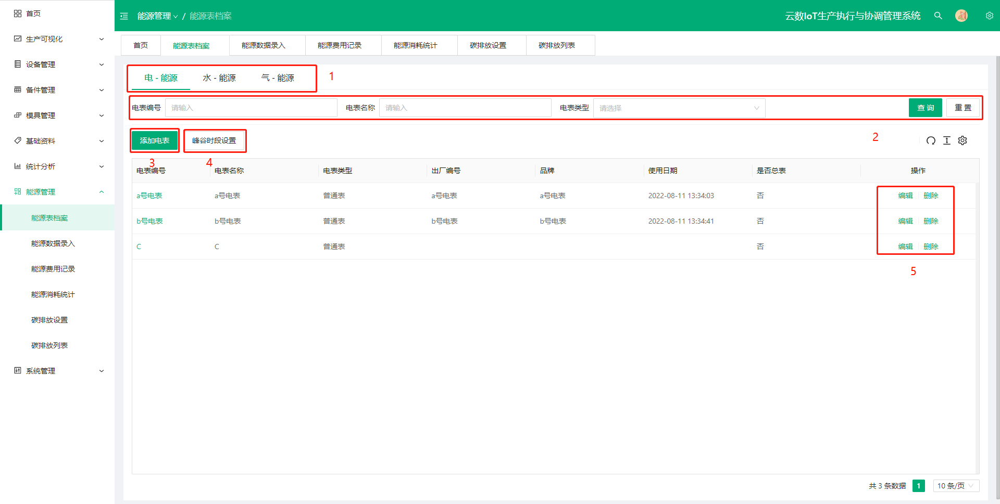 首页
生产可视化
设备管理
备件管理
模具管理
基础资料
统计分析
能源管理
能源表档案
能源数据录入
能源费用记录
能源消耗统计
碳排放设置
碳排放列表
系统管理
能源管理 / 能源表档案
云数IoT生产执行与协调管理系统
首页 能源表档案 能源数据录入 能源费用记录 能源消耗统计 碳排放设置 碳排放列表
电 - 能源 水 - 能源 气 - 能源 1
电表编号 请输入 电表名称 请输入 电表类型 请选择 查 询 重 置
添加电表 峰谷时段设置 2
3 4
电表编号 电表名称 电表类型 出厂编号 品牌 使用日期 是否总表 操作
a号电表 a号电表 普通表 a号电表 a号电表 2022-08-11 13:34:03 否 编辑 删除
b号电表 b号电表 普通表 b号电表 b号电表 2022-08-11 13:34:41 否 编辑 删除
C C 普通表 否 编辑 删除
5
共 3 条数据 1 10 条/页